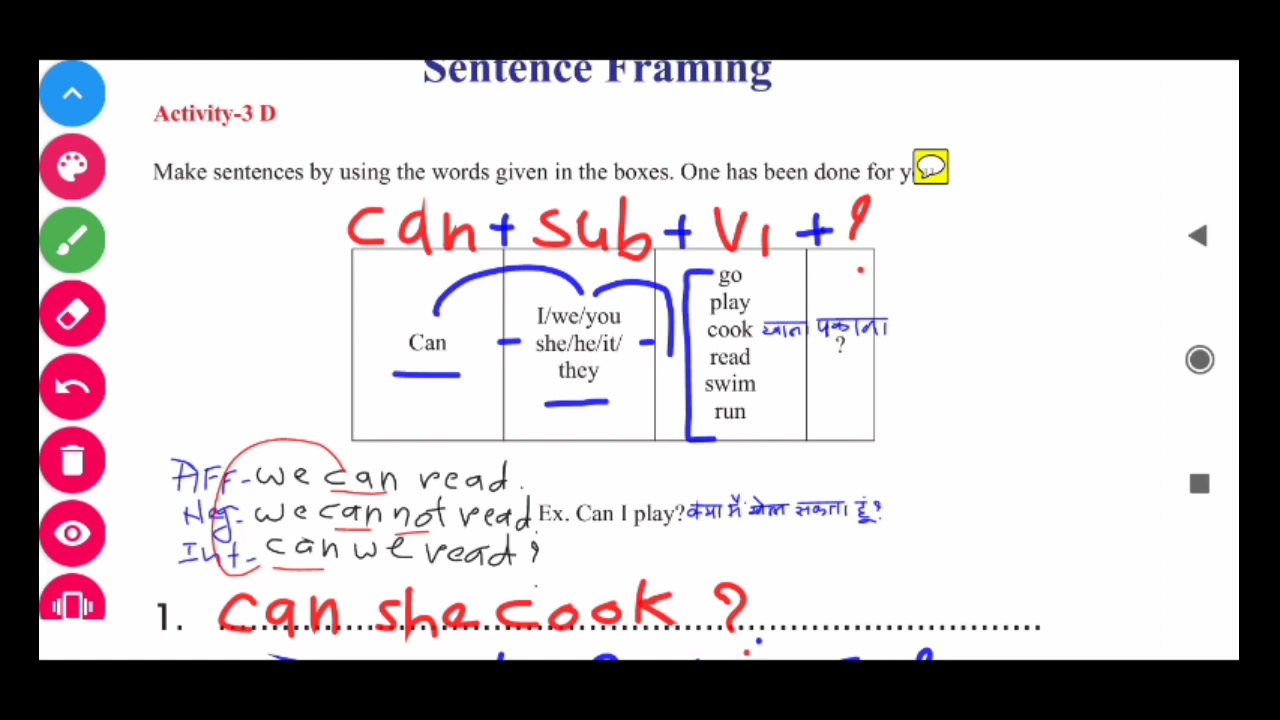 Sentence Framing
Activity-3 D
Make sentences by using the words given in the boxes. One has been done for y
can + sub + V1 + ?
Can
I/we/you
she/he/it/
they
go
play
cook खाना पकाना
read
swim
run
?
Aff-we can read.
Neg-we can not read
Ex. Can I play? क्या मैं खेल सकता हूं?
Int- can we read?
1. can she cook ?